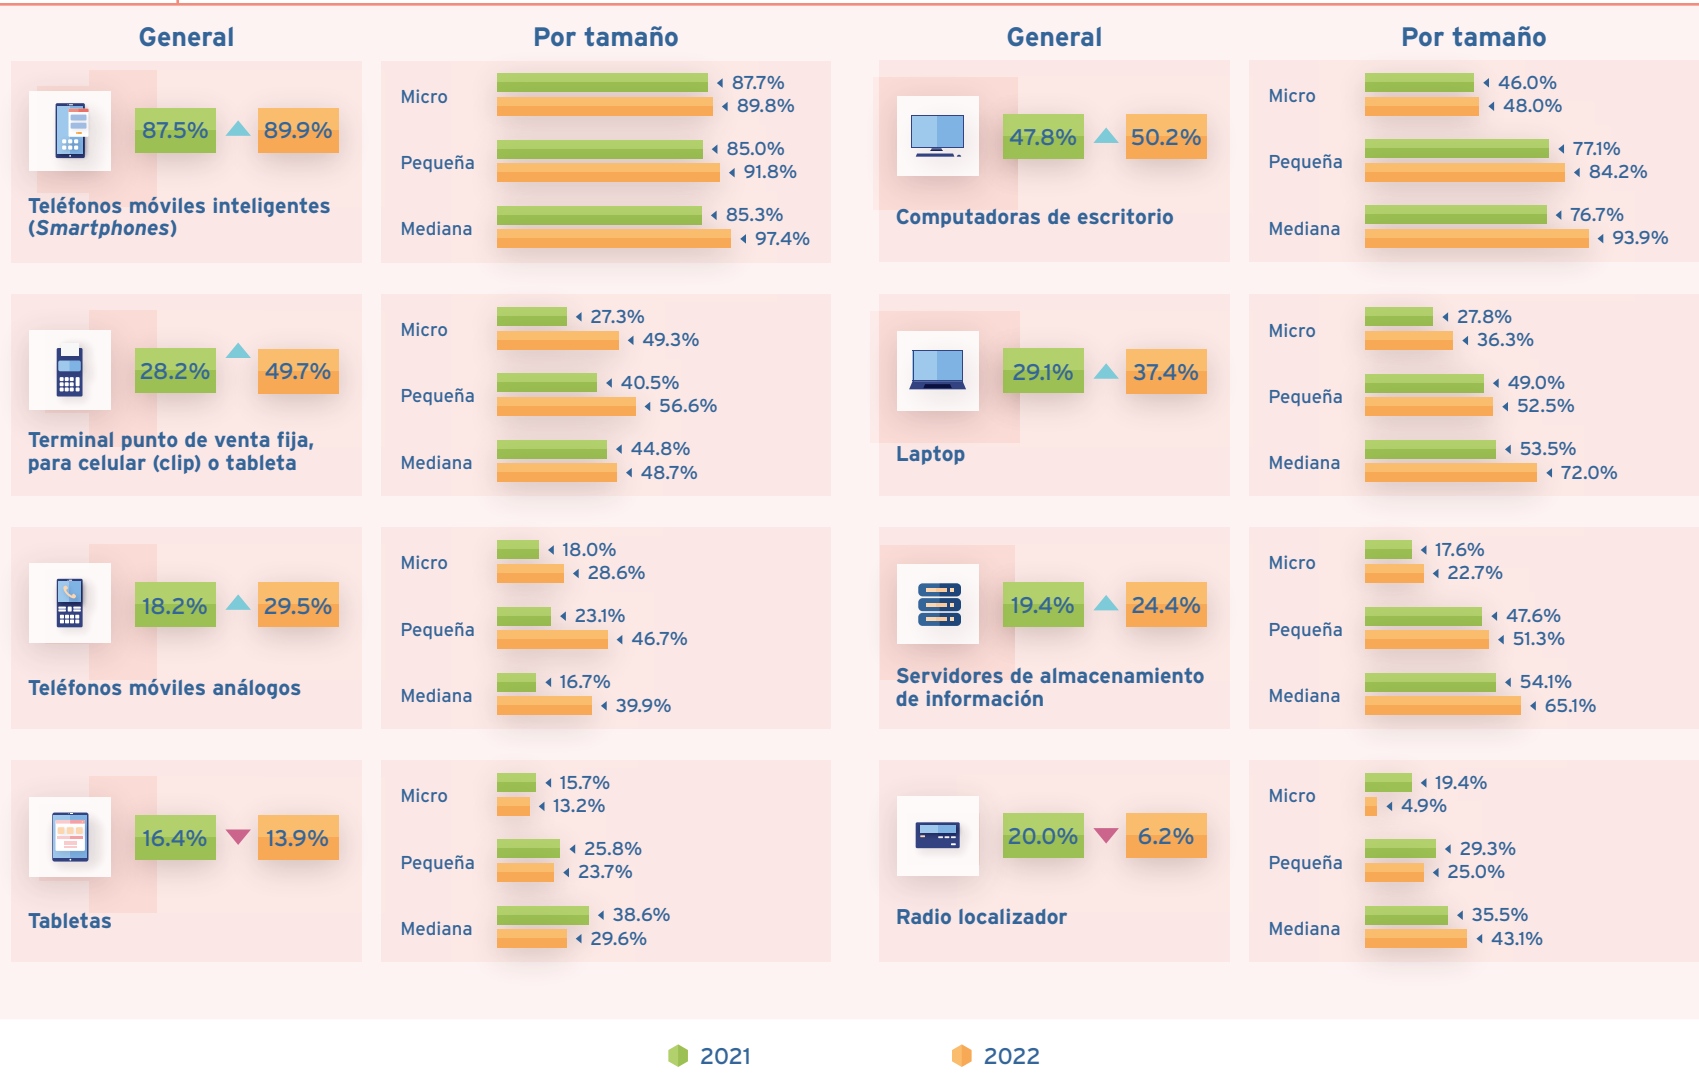 General
Por tamaño
87.5%
89.9%
Teléfonos móviles inteligentes
(Smartphones)
Micro
87.7%
89.8%
Pequeña
85.0%
91.8%
Mediana
85.3%
97.4%
28.2%
49.7%
Terminal punto de venta fija,
para celular (clip) o tableta
Micro
27.3%
49.3%
Pequeña
40.5%
56.6%
Mediana
44.8%
48.7%
18.2%
29.5%
Teléfonos móviles análogos
Micro
18.0%
28.6%
Pequeña
23.1%
46.7%
Mediana
16.7%
39.9%
16.4%
13.9%
Tabletas
Micro
15.7%
13.2%
Pequeña
25.8%
23.7%
Mediana
38.6%
29.6%
General
Por tamaño
47.8%
50.2%
Computadoras de escritorio
Micro
46.0%
48.0%
Pequeña
77.1%
84.2%
Mediana
76.7%
93.9%
29.1%
37.4%
Laptop
Micro
27.8%
36.3%
Pequeña
49.0%
52.5%
Mediana
53.5%
72.0%
19.4%
24.4%
Servidores de almacenamiento
de información
Micro
17.6%
22.7%
Pequeña
47.6%
51.3%
Mediana
54.1%
65.1%
20.0%
6.2%
Radio localizador
Micro
19.4%
4.9%
Pequeña
29.3%
25.0%
Mediana
35.5%
43.1%
2021
2022